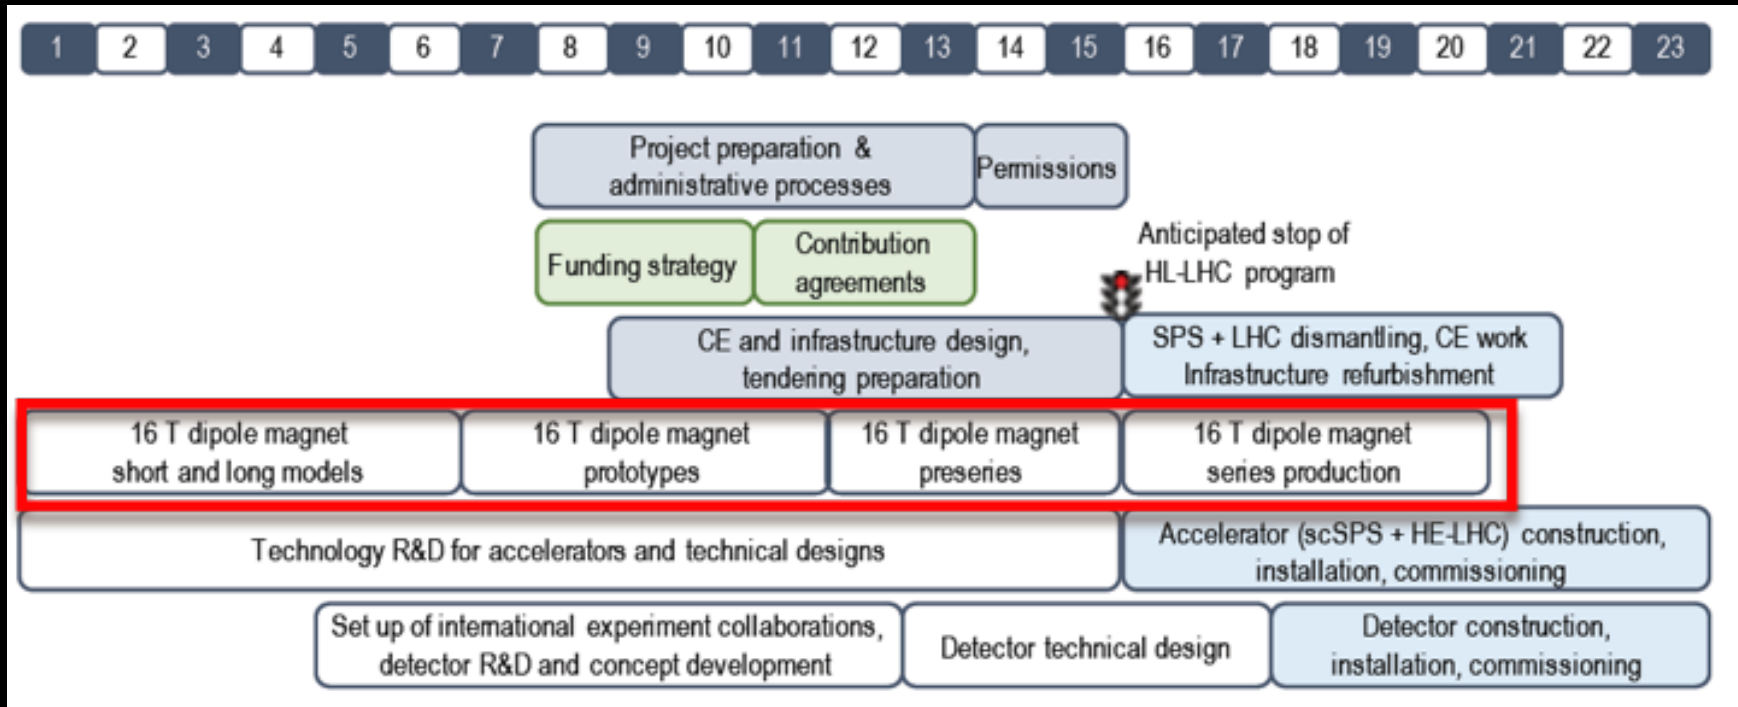 1 2 3 4 5 6 7 8 9 10 11 12 13 14 15 16 17 18 19 20 21 22 23
Project preparation &
administrative processes
Permissions
Anticipated stop of
HL-LHC program
Funding strategy
Contribution
agreements
CE and infrastructure design,
tendering preparation
SPS + LHC dismantling, CE work
Infrastructure refurbishment
16 T dipole magnet
short and long models
16 T dipole magnet
prototypes
16 T dipole magnet
preseries
16 T dipole magnet
series production
Technology R&D for accelerators and technical designs
Accelerator (scSPS + HE-LHC) construction,
installation, commissioning
Set up of international experiment collaborations,
detector R&D and concept development
Detector technical design
Detector construction,
installation, commissioning